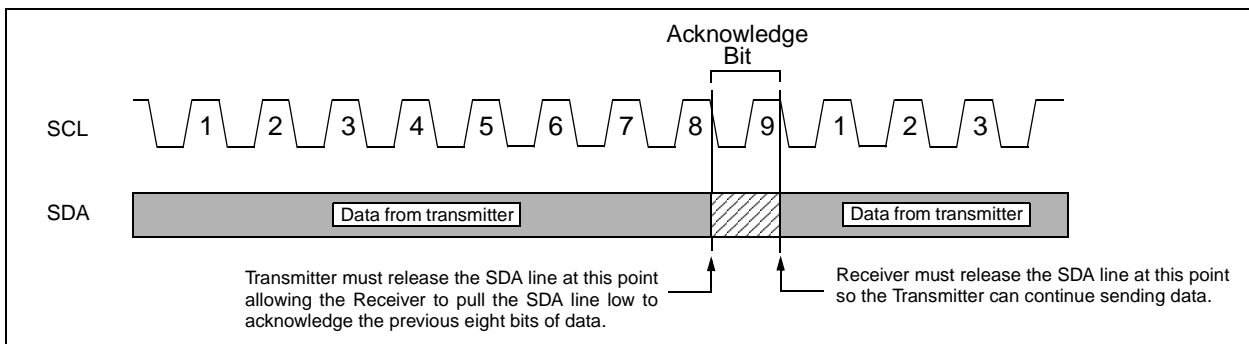 Acknowledge
Bit
SCL
1 2 3 4 5 6 7 8 9 1 2 3
SDA
Data from transmitter
Data from transmitter
Transmitter must release the SDA line at this point
allowing the Receiver to pull the SDA line low to
acknowledge the previous eight bits of data.
Receiver must release the SDA line at this point
so the Transmitter can continue sending data.